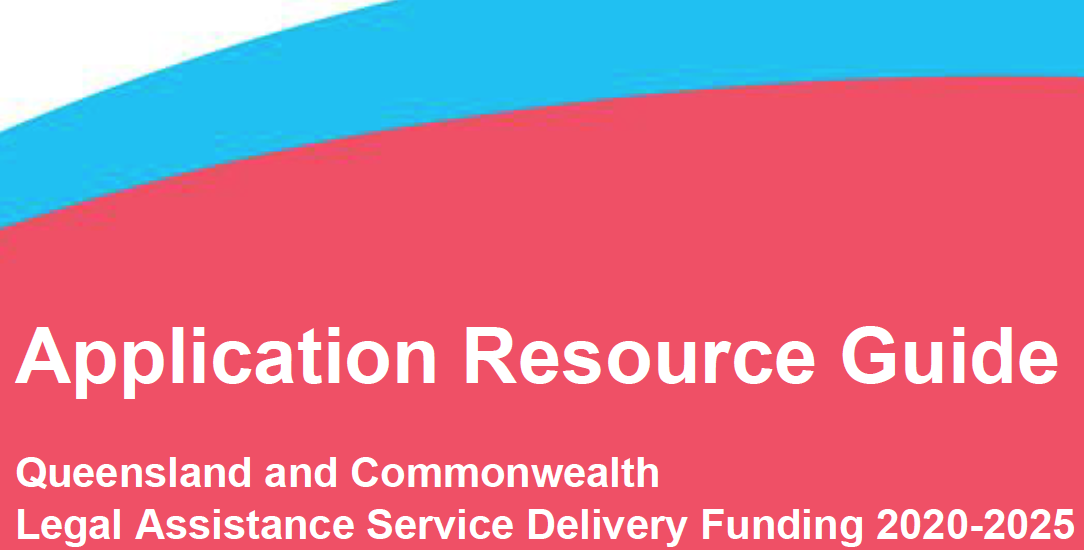 Application Resource Guide
Queensland and Commonwealth
Legal Assistance Service Delivery Funding 2020-2025